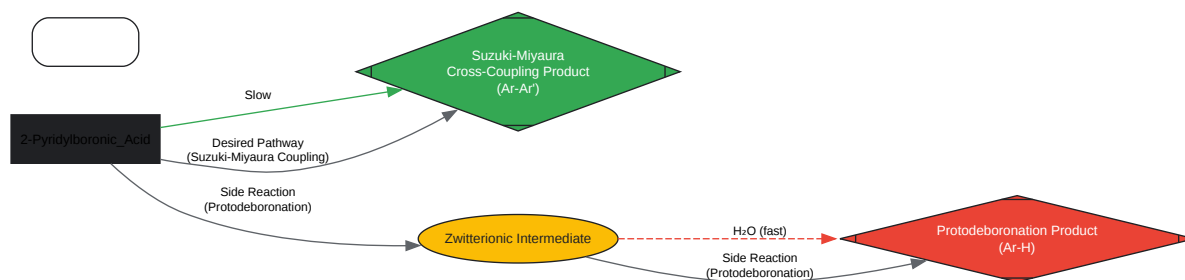 Suzuki-Miyaura
Cross-Coupling Product
(Ar-Ar')
Slow
2-Pyridylboronic_Acid
Desired Pathway
(Suzuki-Miyaura Coupling)
Side Reaction
(Protodeboronation)
Zwitterionic Intermediate
H₂O (fast)
Protodeboronation Product
(Ar-H)
Side Reaction
(Protodeboronation)